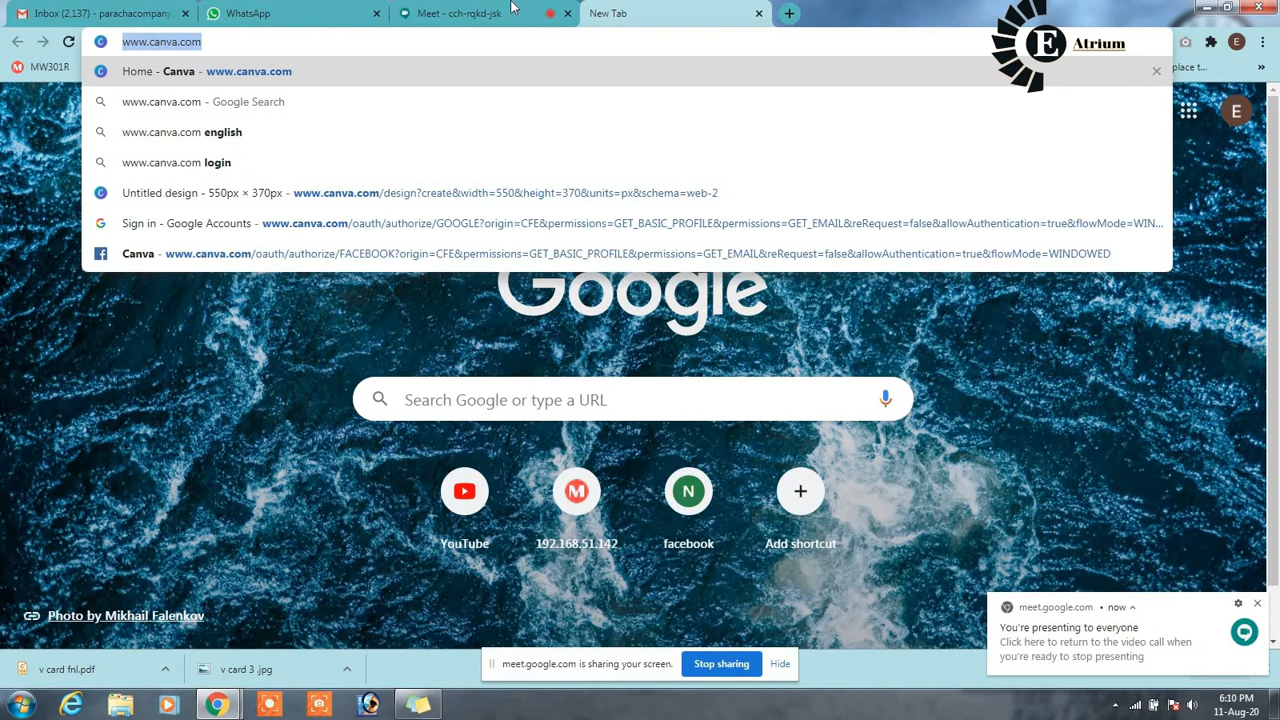 Inbox (2,137) - parachacompany
WhatsApp
Meet - cch-rqkd-jsk
New Tab
www.canva.com
E Atrium
MW301R
place t...
Home - Canva - www.canva.com
www.canva.com - Google Search
www.canva.com english
www.canva.com login
Untitled design - 550px × 370px - www.canva.com/design?create&width=550&height=370&units=px&schema=web-2
Sign in - Google Accounts - www.canva.com/oauth/authorize/GOOGLE?origin=CFE&permissions=GET_BASIC_PROFILE&permissions=GET_EMAIL&reRequest=false&allowAuthentication=true&flowMode=WIN...
Canva - www.canva.com/oauth/authorize/FACEBOOK?origin=CFE&permissions=GET_BASIC_PROFILE&permissions=GET_EMAIL&reRequest=false&allowAuthentication=true&flowMode=WINDOWED
E
Google
Search Google or type a URL
M
N
YouTube
192.168.51.142
facebook
Add shortcut
Photo by Mikhail Falenkov
meet.google.com • now
You're presenting to everyone
Click here to return to the video call when
you're ready to stop presenting
v card fnl.pdf
v card 3 .jpg
meet.google.com is sharing your screen.
Stop sharing
Hide
6:10 PM
11-Aug-20